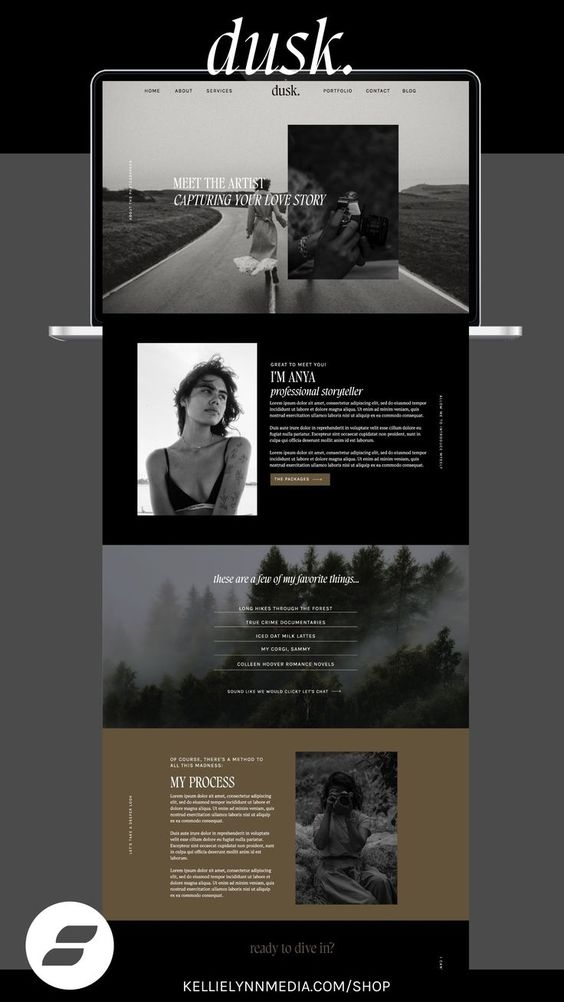 dusk.
HOME ABOUT SERVICES dusk. PORTFOLIO CONTACT BLOG
ABOUT THE PHOTOGRAPHER
MEET THE ARTIST
CAPTURING YOUR LOVE STORY
GREAT TO MEET YOU!
I'M ANYA
professional storyteller
Lorem ipsum dolor sit amet, consectetur adipiscing elit, sed do eiusmod tempor
incididunt ut labore et dolore magna aliqua. Ut enim ad minim veniam, quis nostrud
exercitation ullamco laboris nisi ut aliquip ex ea commodo consequat.
Duis aute irure dolor in reprehenderit in voluptate velit esse cillum dolore eu fugiat
nulla pariatur. Excepteur sint occaecat cupidatat non proident, sunt in
culpa qui officia deserunt mollit id est laborum.
Lorem ipsum dolor sit amet, consectetur adipiscing elit, sed do eiusmod tempor
incididunt ut labore et dolore magna aliqua. Ut enim ad minim veniam, quis nostrud
exercitation ullamco laboris nisi ut aliquip ex ea commodo consequat.
THE PACKAGES
ALLOW ME TO INTRODUCE MYSELF
these are a few of my favorite things...
LONG HIKES THROUGH THE FOREST
TRUE CRIME DOCUMENTARIES
ICED OAT MILK LATTES
MY CORGI, SAMMY
COLLEEN HOOVER ROMANCE NOVELS
SOUND LIKE WE WOULD CLICK? LET'S CHAT
LET'S TAKE A DEEPER LOOK
OF COURSE, THERE'S A METHOD TO
ALL THIS MADNESS:
MY PROCESS
Lorem ipsum dolor sit amet, consectetur adipiscing
elit, sed do eiusmod tempor incididunt ut labore et
dolore magna aliqua. Ut enim ad minim veniam, quis
nostrud exercitation ullamco laboris nisi ut aliquip
ex ea commodo consequat.
Duis aute irure dolor in reprehenderit in voluptate
velit esse cillum dolore eu fugiat nulla pariatur.
Excepteur sint occaecat cupidatat non proident, sunt
in culpa qui officia deserunt mollit id est
laborum.
Lorem ipsum dolor sit amet, consectetur adipiscing
elit, sed do eiusmod tempor incididunt ut labore et
dolore magna aliqua. Ut enim ad minim veniam, quis
nostrud exercitation ullamco laboris nisi ut aliquip
ex ea commodo consequat.
ready to dive in?
KELLIELYNNMEDIA.COM/SHOP